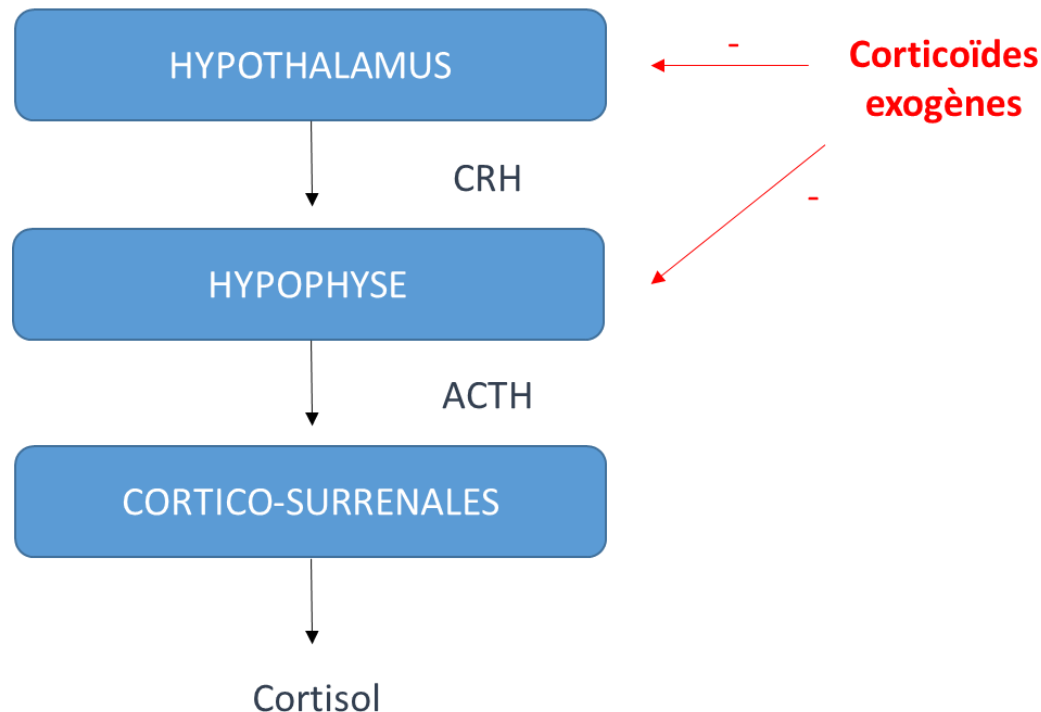 HYPOTHALAMUS
-
Corticoïdes
exogènes
CRH
-
HYPOPHYSE
ACTH
CORTICO-SURRENALES
Cortisol